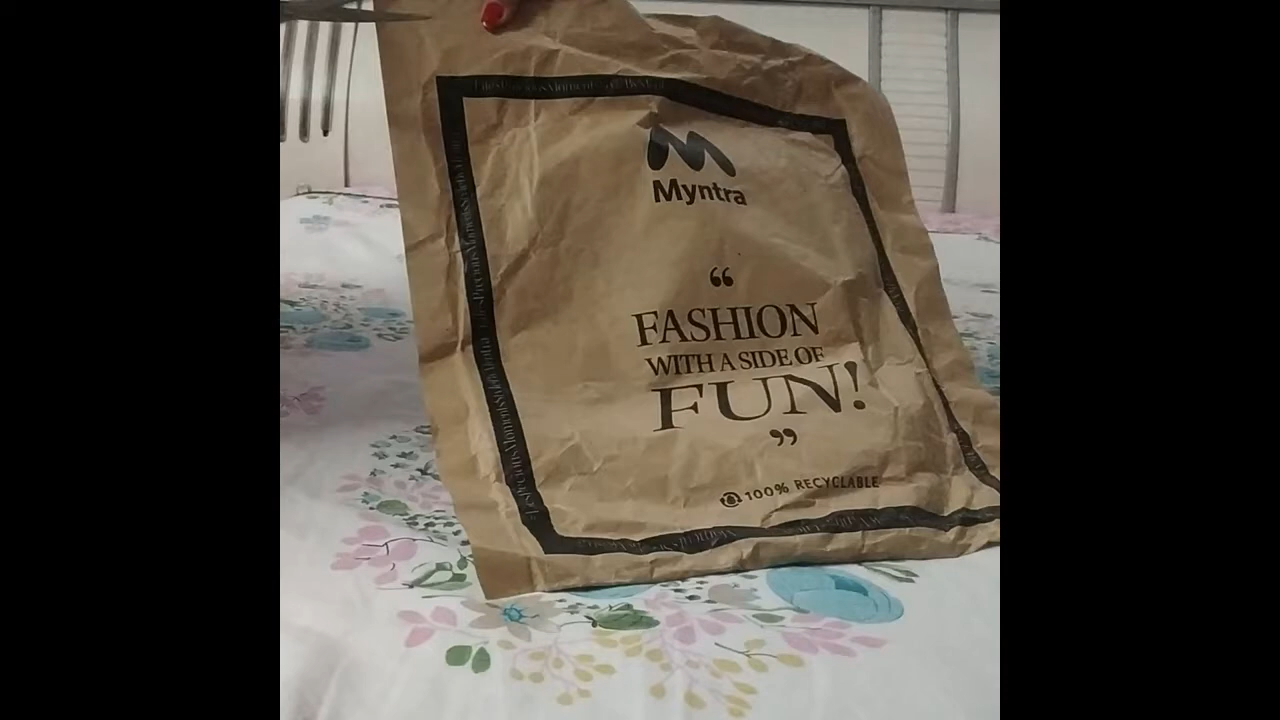 Myntra
“
FASHION
WITH A SIDE OF
FUN!
”
100% RECYCLABLE